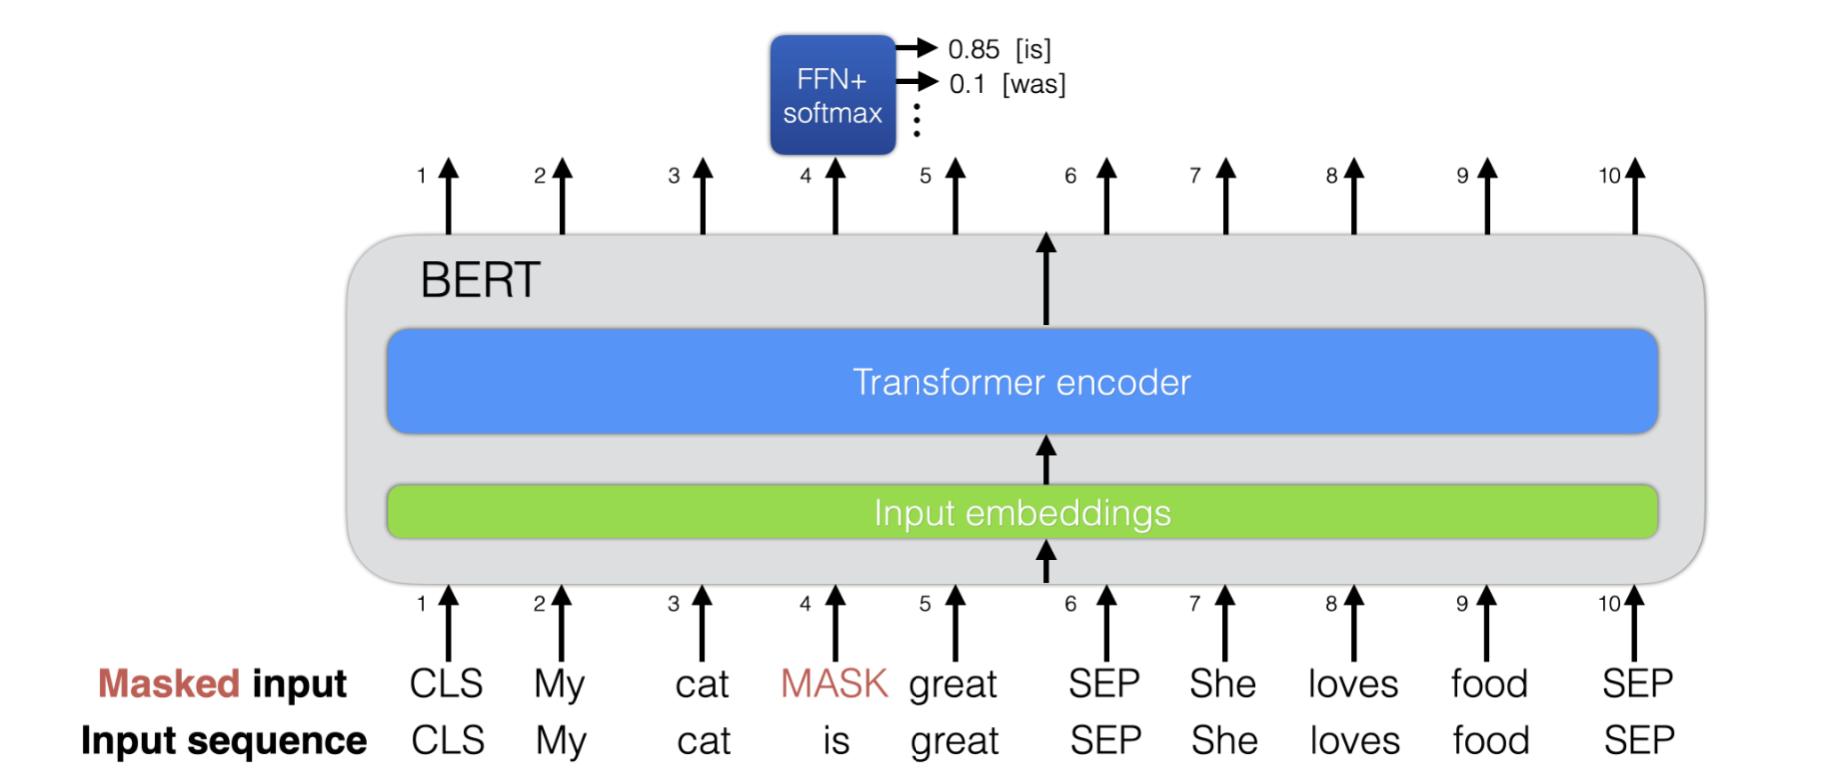 FFN+
softmax
0.85 [is]
0.1 [was]
1 2 3 4 5 6 7 8 9 10
BERT
Transformer encoder
Input embeddings
1 2 3 4 5 6 7 8 9 10
Masked input CLS My cat MASK great SEP She loves food SEP
Input sequence CLS My cat is great SEP She loves food SEP